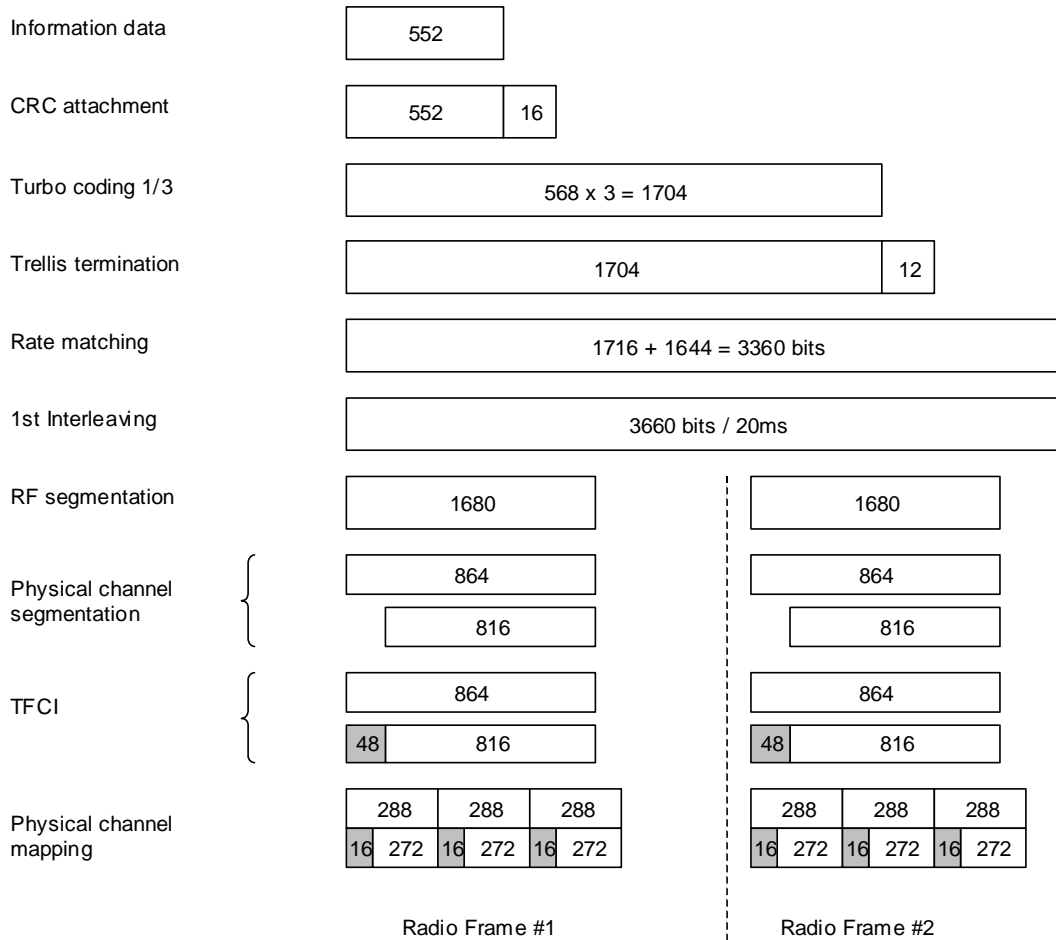 Information data
552
CRC attachment
552 16
Turbo coding 1/3
568 x 3 = 1704
Trellis termination
1704 12
Rate matching
1716 + 1644 = 3360 bits
1st Interleaving
3660 bits / 20ms
RF segmentation
1680 1680
Physical channel
segmentation
864 864
816 816
TFCI
864 864
48 816 48 816
Physical channel
mapping
288 288 288 288 288 288
16 272 16 272 16 272 16 272 16 272 16 272
Radio Frame #1 Radio Frame #2